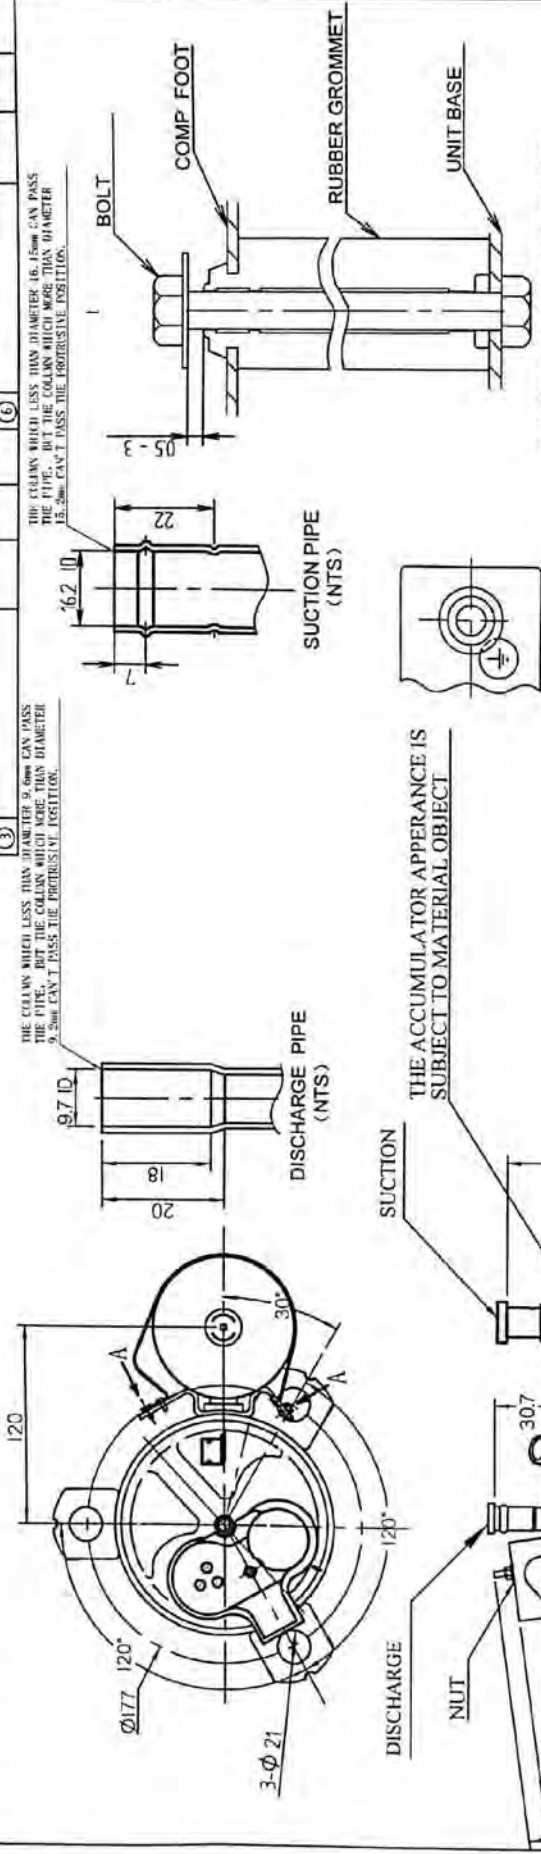 ③
⑥
THE COLUMN WHICH LESS THAN DIAMETER 9.6mm CAN PASS
THE PIPE, BUT THE COLUMN WHICH MORE THAN DIAMETER
9.2mm CAN'T PASS THE PROTRUSIVE POSITION.
THE COLUMN WHICH LESS THAN DIAMETER 16.15mm CAN PASS
THE PIPE, BUT THE COLUMN WHICH MORE THAN DIAMETER
15.2mm CAN'T PASS THE PROTRUSIVE POSITION.
120
A
A
30°
120°
120°
Ø177
3-Ø 21
9.7 ID
18
20
DISCHARGE PIPE
(NTS)
16.2 ID
7
22
SUCTION PIPE
(NTS)
0.5 - 3
BOLT
COMP FOOT
RUBBER GROMMET
UNIT BASE
DISCHARGE
NUT
SUCTION
30.7
THE ACCUMULATOR APPERANCE IS
SUBJECT TO MATERIAL OBJECT